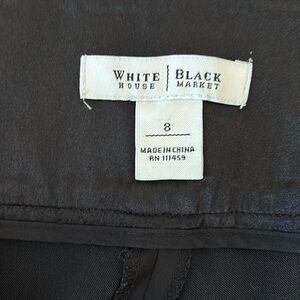 WHITE | BLACK
HOUSE | MARKET
8
MADE IN CHINA
RN 111459